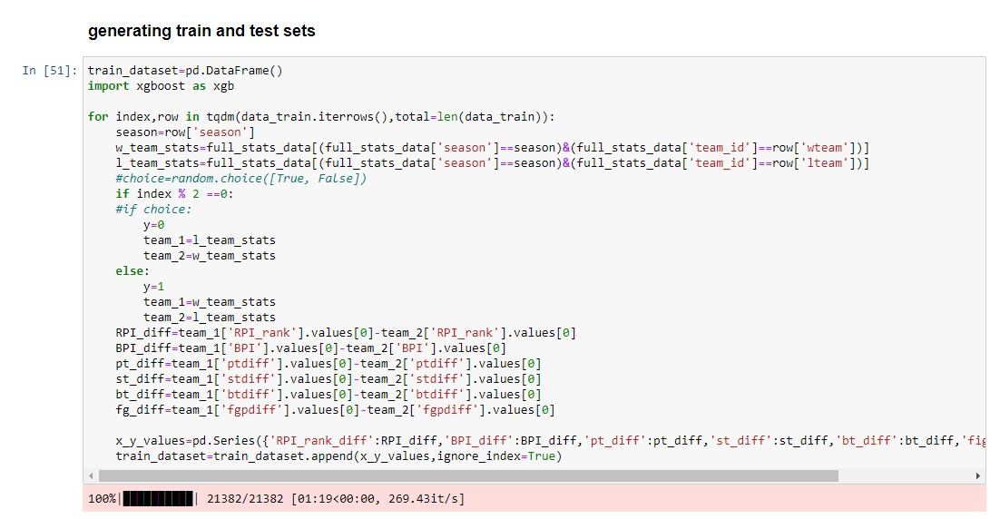 generating train and test sets
In [51]: train_dataset=pd.DataFrame()
import xgboost as xgb
for index,row in tqdm(data_train.iterrows(),total=len(data_train)):
    season=row['season']
    w_team_stats=full_stats_data[(full_stats_data['season']==season)&(full_stats_data['team_id']==row['wteam'])]
    l_team_stats=full_stats_data[(full_stats_data['season']==season)&(full_stats_data['team_id']==row['lteam'])]
    #choice=random.choice([True, False])
    if index % 2 ==0:
    #if choice:
        y=0
        team_1=l_team_stats
        team_2=w_team_stats
    else:
        y=1
        team_1=w_team_stats
        team_2=l_team_stats
    RPI_diff=team_1['RPI_rank'].values[0]-team_2['RPI_rank'].values[0]
    BPI_diff=team_1['BPI'].values[0]-team_2['BPI'].values[0]
    pt_diff=team_1['ptdiff'].values[0]-team_2['ptdiff'].values[0]
    st_diff=team_1['stdiff'].values[0]-team_2['stdiff'].values[0]
    bt_diff=team_1['btdiff'].values[0]-team_2['btdiff'].values[0]
    fg_diff=team_1['fgpdiff'].values[0]-team_2['fgpdiff'].values[0]
    x_y_values=pd.Series({'RPI_rank_diff':RPI_diff,'BPI_diff':BPI_diff,'pt_diff':pt_diff,'st_diff':st_diff,'bt_diff':bt_diff,'fig
    train_dataset=train_dataset.append(x_y_values,ignore_index=True)
100%|██████████| 21382/21382 [01:19<00:00, 269.43it/s]